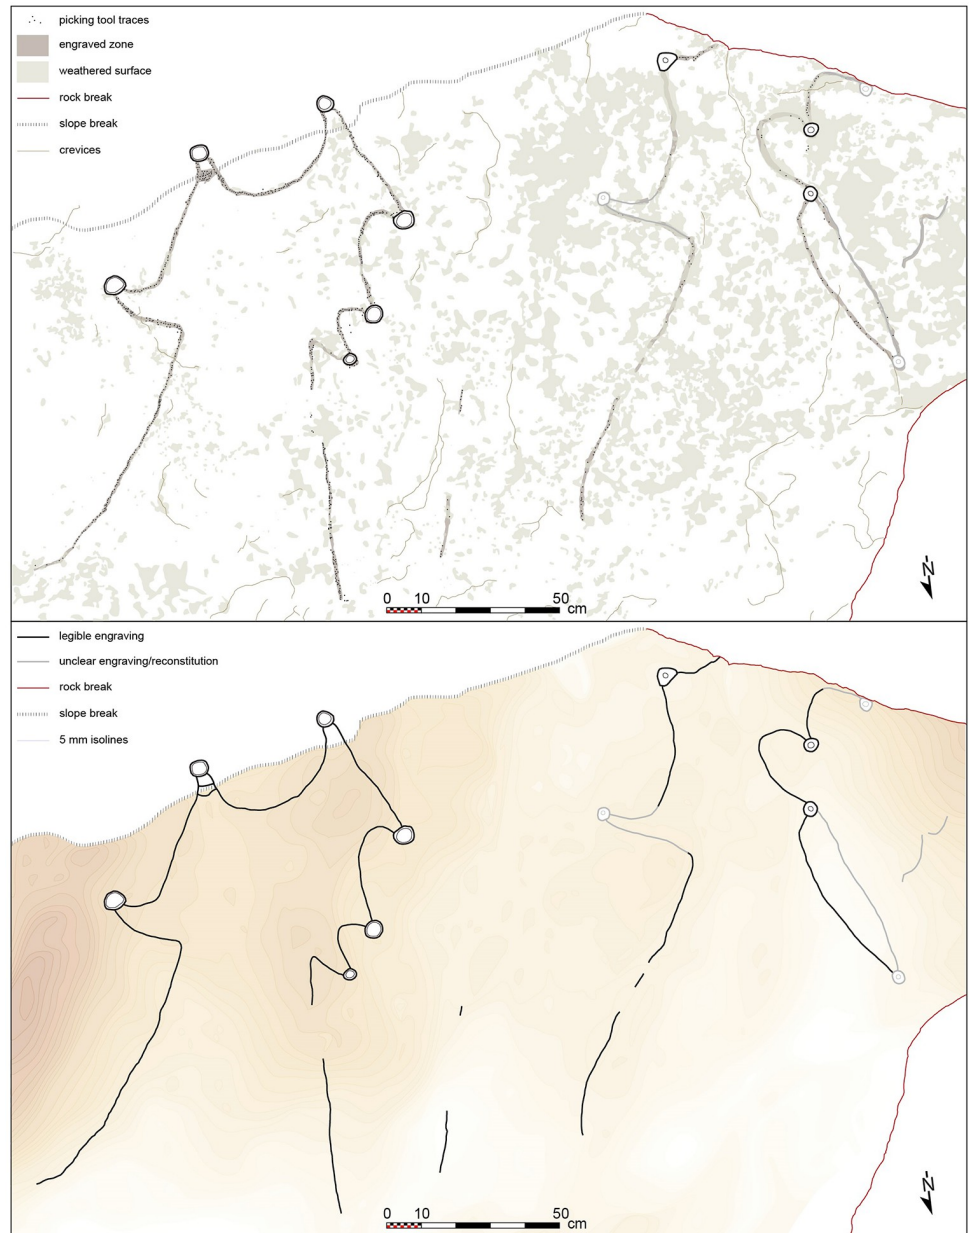 picking tool traces
engraved zone
weathered surface
rock break
slope break
crevices
N
0 10 50
cm
legible engraving
unclear engraving/reconstitution
rock break
slope break
5 mm isolines
N
0 10 50
cm